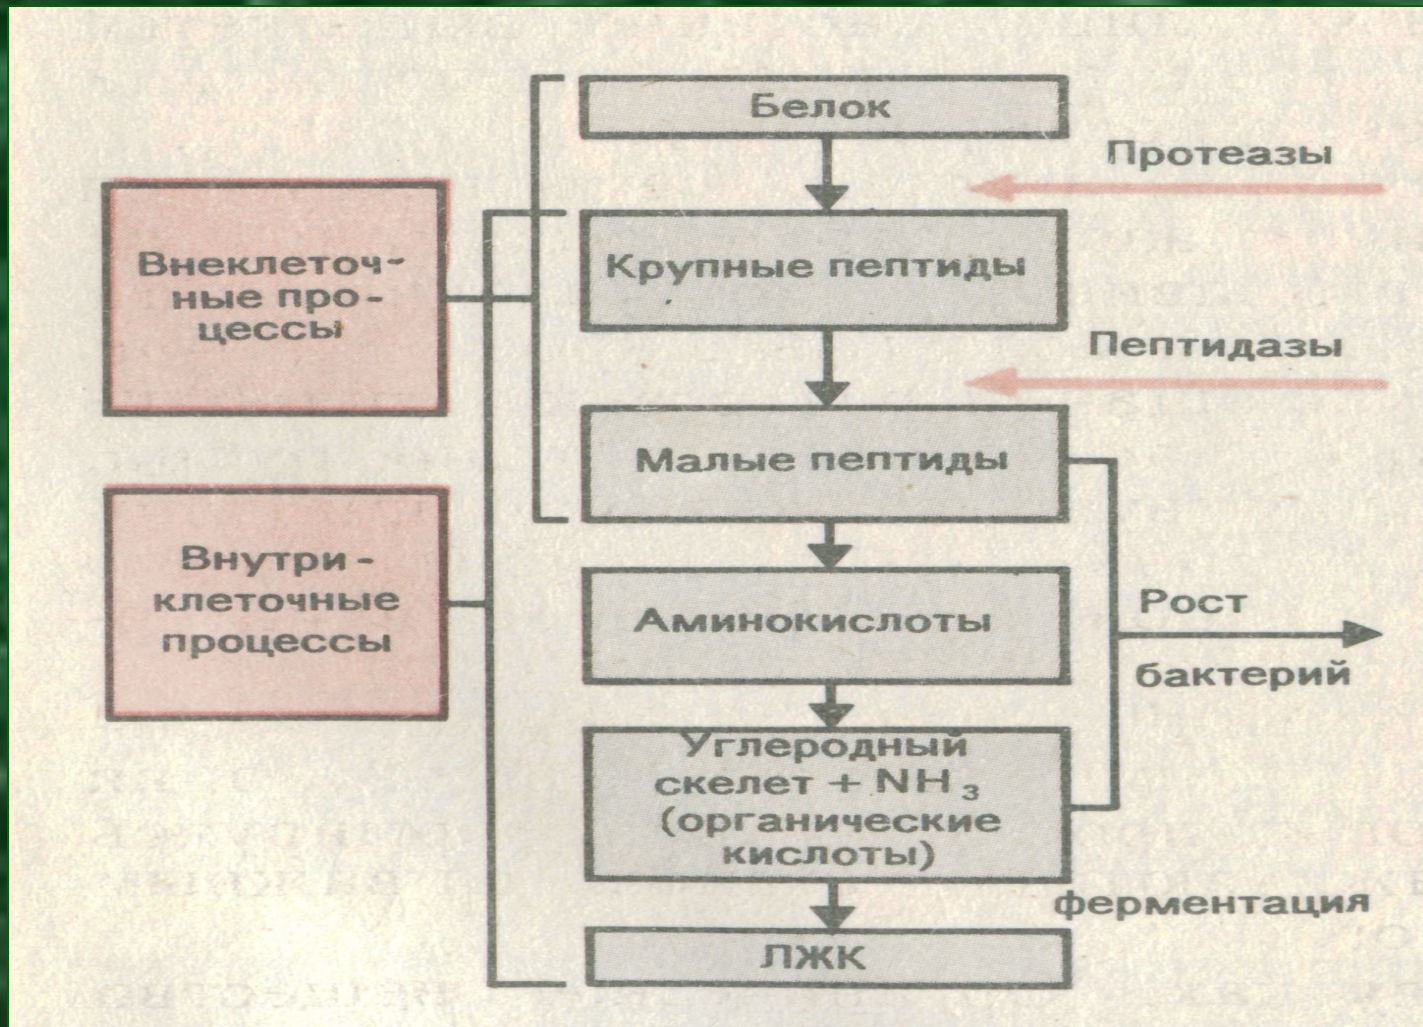 Белок
Протеазы
Внеклеточ-
ные про-
цессы
Крупные пептиды
Пептидазы
Малые пептиды
Внутри-
клеточные
процессы
Аминокислоты
Рост
бактерий
Углеродный
скелет + NH₃
(органические
кислоты)
ферментация
ЛЖК